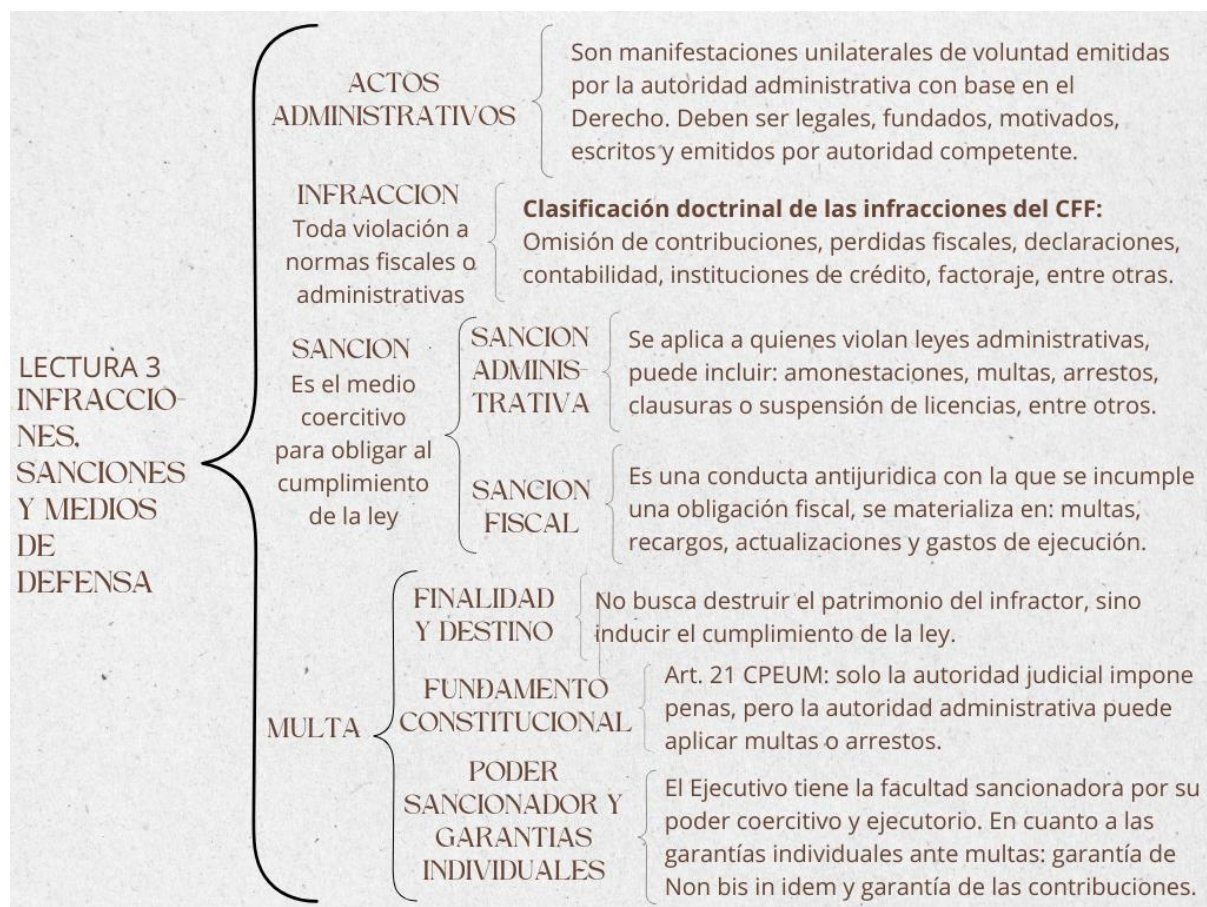 LECTURA 3
INFRACCIO-
NES,
SANCIONES
Y MEDIOS
DE
DEFENSA
ACTOS
ADMINISTRATIVOS
Son manifestaciones unilaterales de voluntad emitidas
por la autoridad administrativa con base en el
Derecho. Deben ser legales, fundados, motivados,
escritos y emitidos por autoridad competente.
INFRACCION
Toda violación a
normas fiscales o
administrativas
Clasificación doctrinal de las infracciones del CFF:
Omisión de contribuciones, perdidas fiscales, declaraciones,
contabilidad, instituciones de crédito, factoraje, entre otras.
SANCION
Es el medio
coercitivo
para obligar al
cumplimiento
de la ley
SANCION
ADMINIS-
TRATIVA
Se aplica a quienes violan leyes administrativas,
puede incluir: amonestaciones, multas, arrestos,
clausuras o suspensión de licencias, entre otros.
SANCION
FISCAL
Es una conducta antijuridica con la que se incumple
una obligación fiscal, se materializa en: multas,
recargos, actualizaciones y gastos de ejecución.
MULTA
FINALIDAD
Y DESTINO
No busca destruir el patrimonio del infractor, sino
inducir el cumplimiento de la ley.
FUNDAMENTO
CONSTITUCIONAL
Art. 21 CPEUM: solo la autoridad judicial impone
penas, pero la autoridad administrativa puede
aplicar multas o arrestos.
PODER
SANCIONADOR Y
GARANTIAS
INDIVIDUALES
El Ejecutivo tiene la facultad sancionadora por su
poder coercitivo y ejecutorio. En cuanto a las
garantías individuales ante multas: garantía de
Non bis in idem y garantía de las contribuciones.